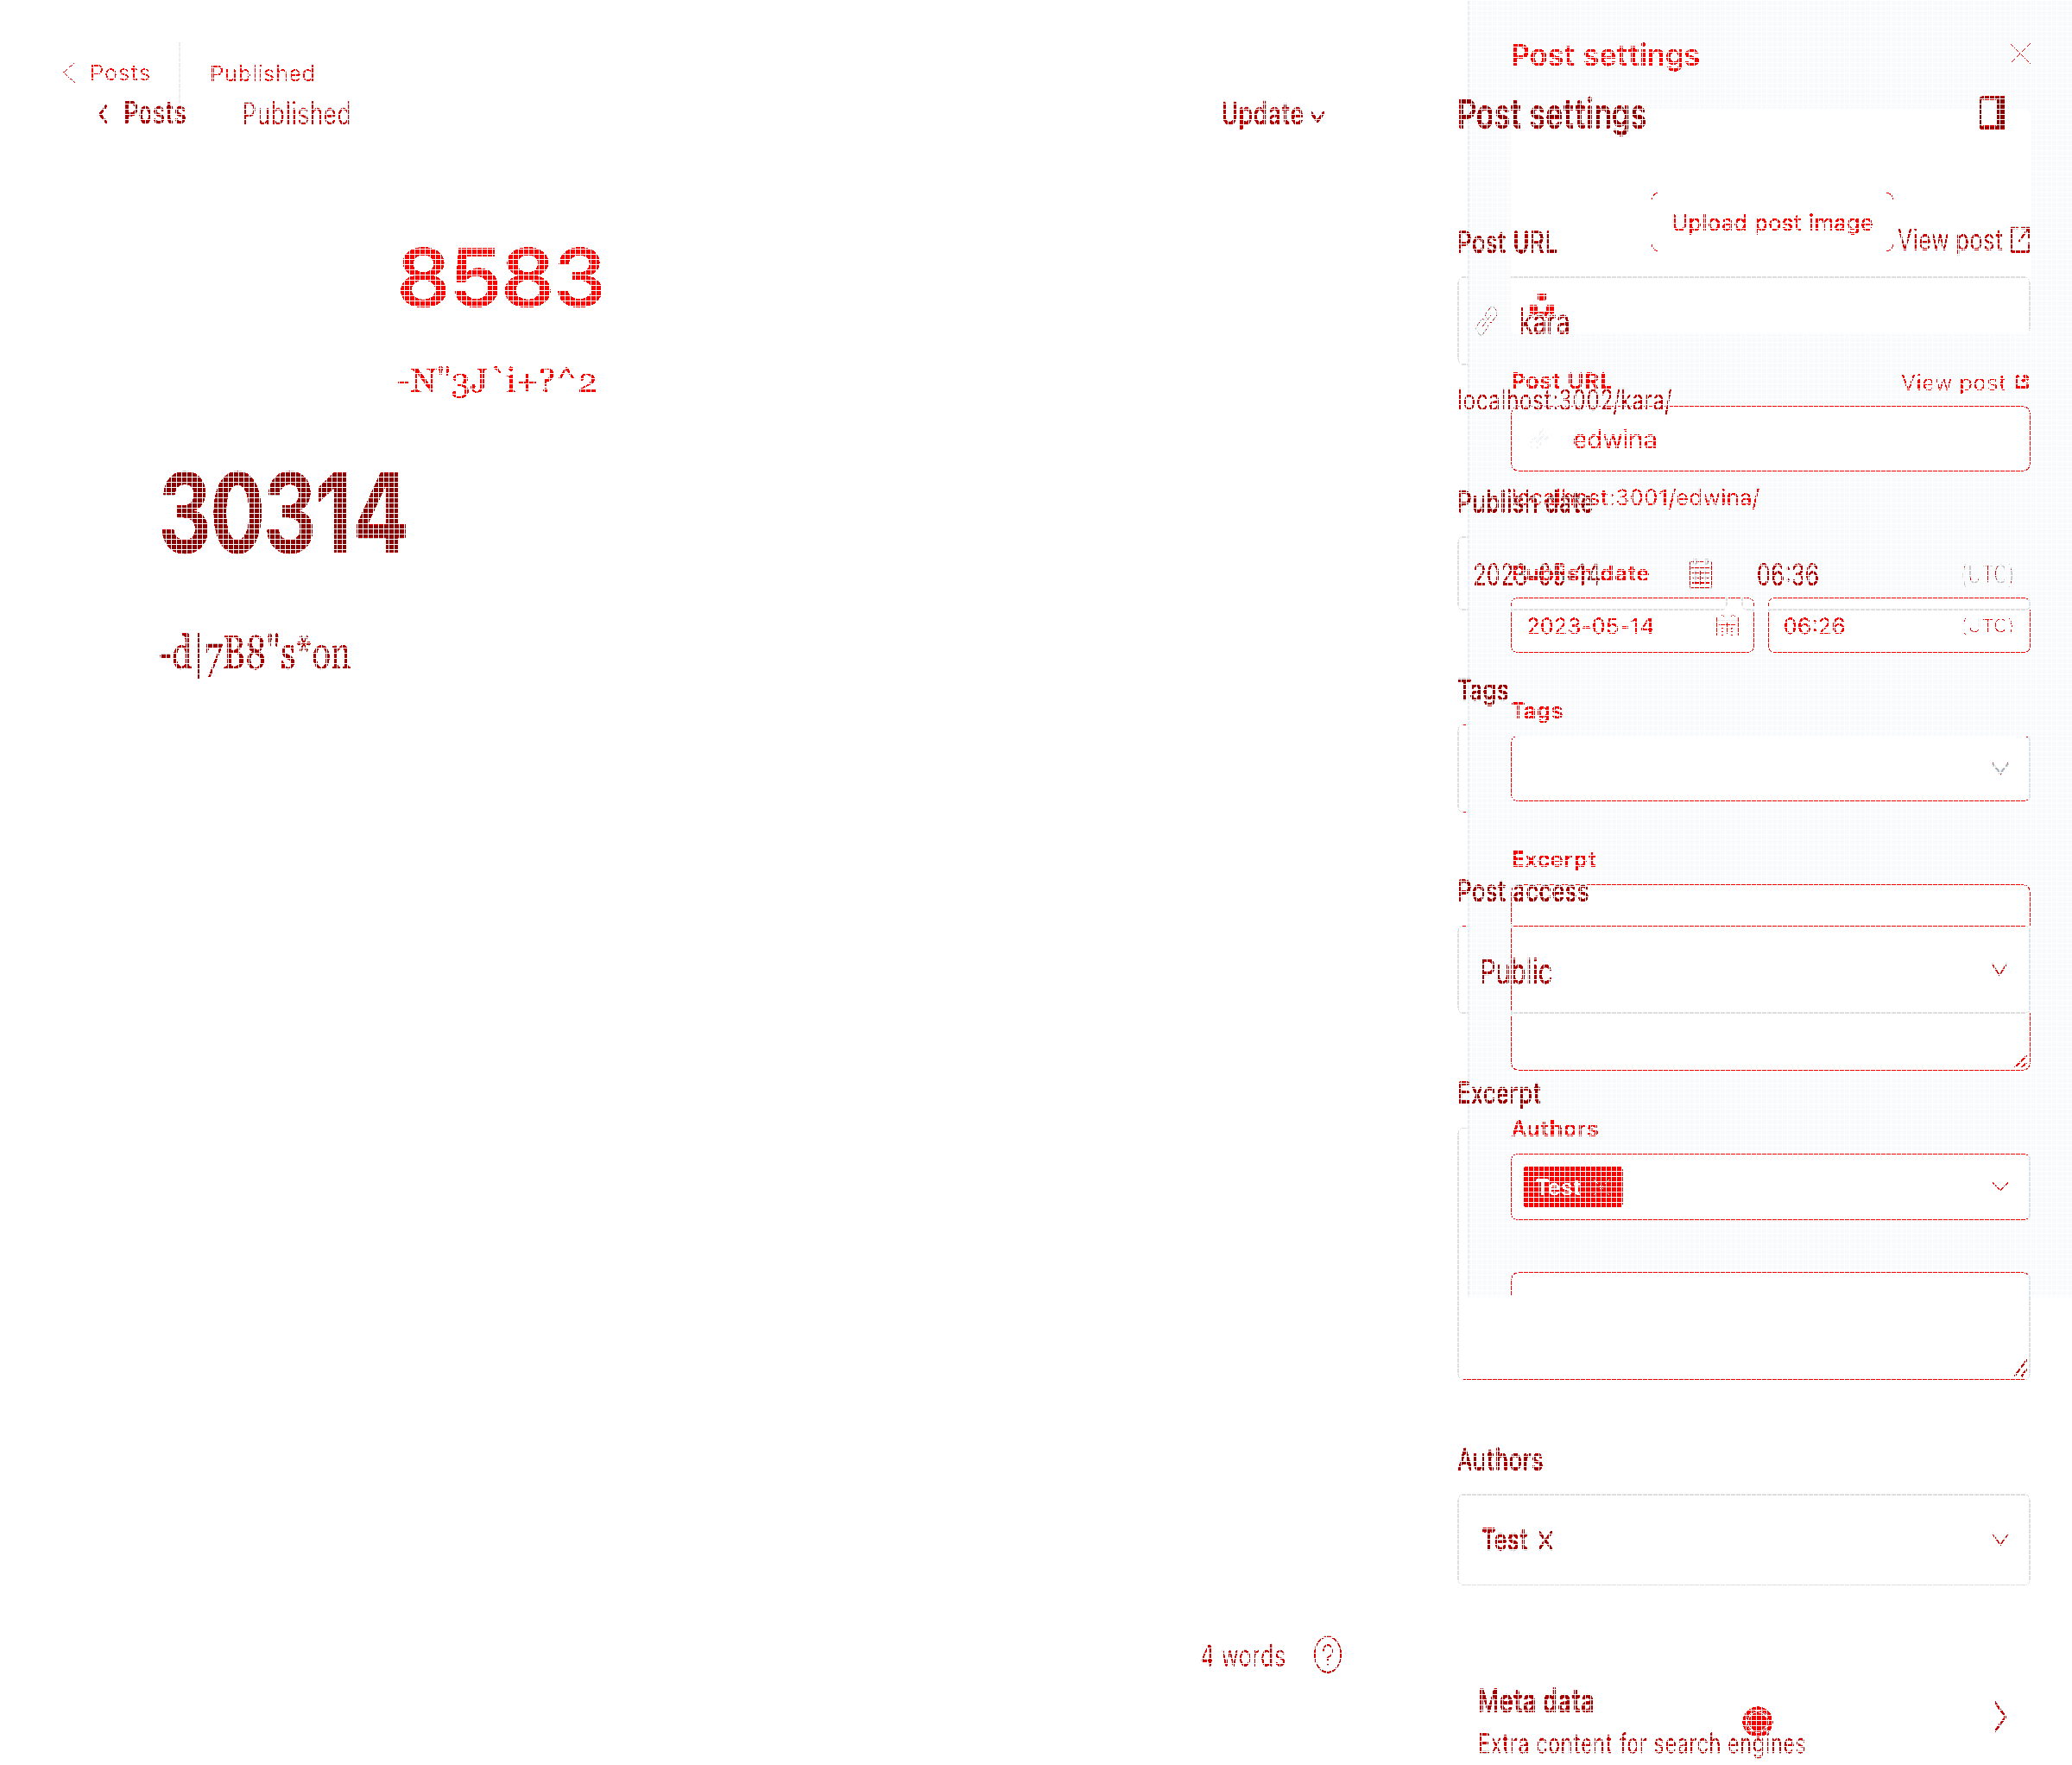 Posts Published
Post settings
Posts Published Update
Post settings
Upload post image
Post URL View post
8583
kara
-N"3J`i+?^2
Post URL View post
localhost:3002/kara/
edwina
30314
localhost:3001/edwina/
Publish date
Publish date
2023-05-14 06:36 (UTC)
2023-05-14 06:26 (UTC)
-d|7B8"s*on
Tags
Tags
Excerpt
Post access
Public
Excerpt
Authors
Test
Authors
Test ×
4 words ?
Meta data
Extra content for search engines